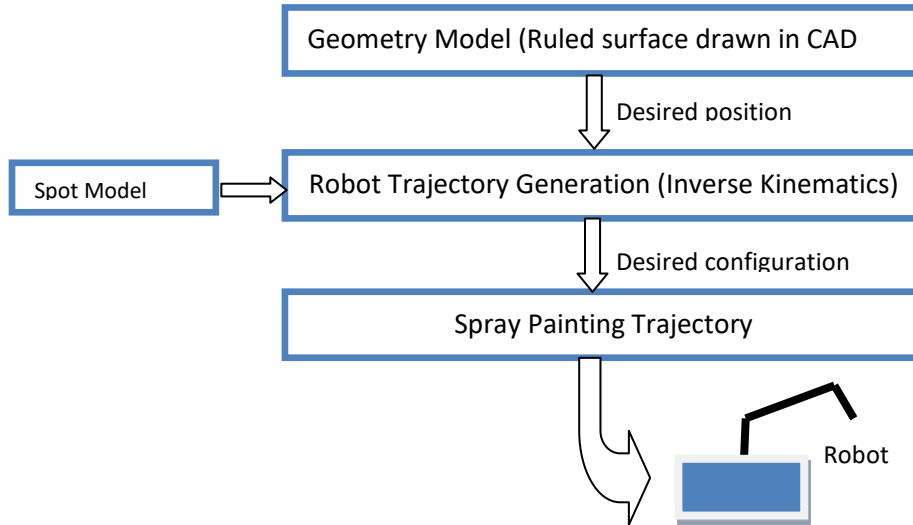 Geometry Model (Ruled surface drawn in CAD
Desired position
Spot Model
Robot Trajectory Generation (Inverse Kinematics)
Desired configuration
Spray Painting Trajectory
Robot